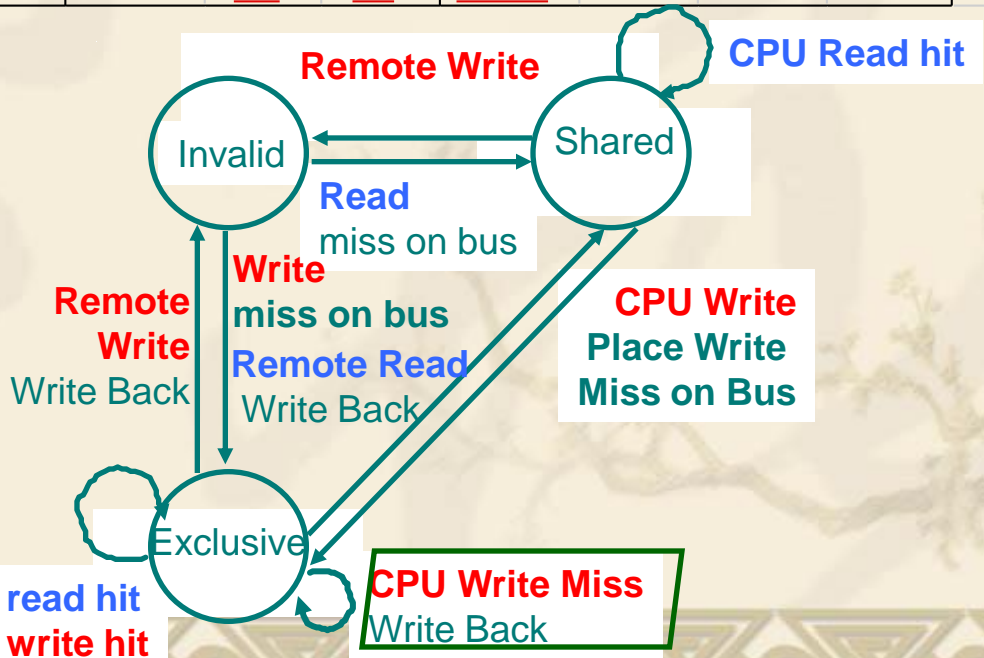 Remote Write
CPU Read hit
Invalid
Shared
Read
miss on bus
Write
miss on bus
Remote
Write
Write Back
Remote Read
Write Back
CPU Write
Place Write
Miss on Bus
Exclusive
read hit
write hit
CPU Write Miss
Write Back